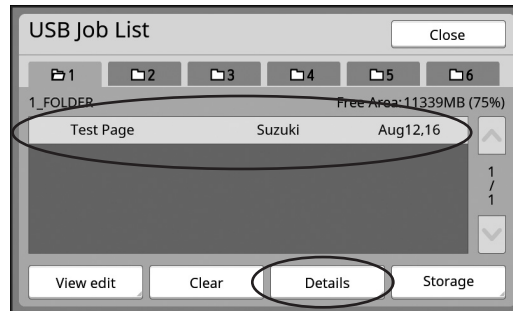 USB Job List Close
1 2 3 4 5 6
1_FOLDER Free Area:11339MB (75%)
Test Page Suzuki Aug12,16
1
/
1
View edit Clear Details Storage